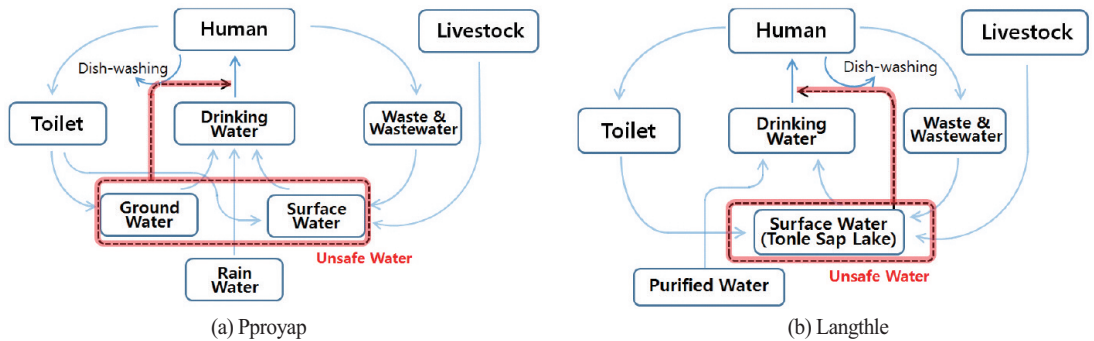 Human
Livestock
Dish-washing
Toilet
Drinking
Water
Waste &
Wastewater
Ground
Water
Surface
Water
Unsafe Water
Rain
Water
(a) Pproyap
Human
Livestock
Dish-washing
Toilet
Drinking
Water
Waste &
Wastewater
Surface Water
(Tonle Sap Lake)
Unsafe Water
Purified Water
(b) Langthle